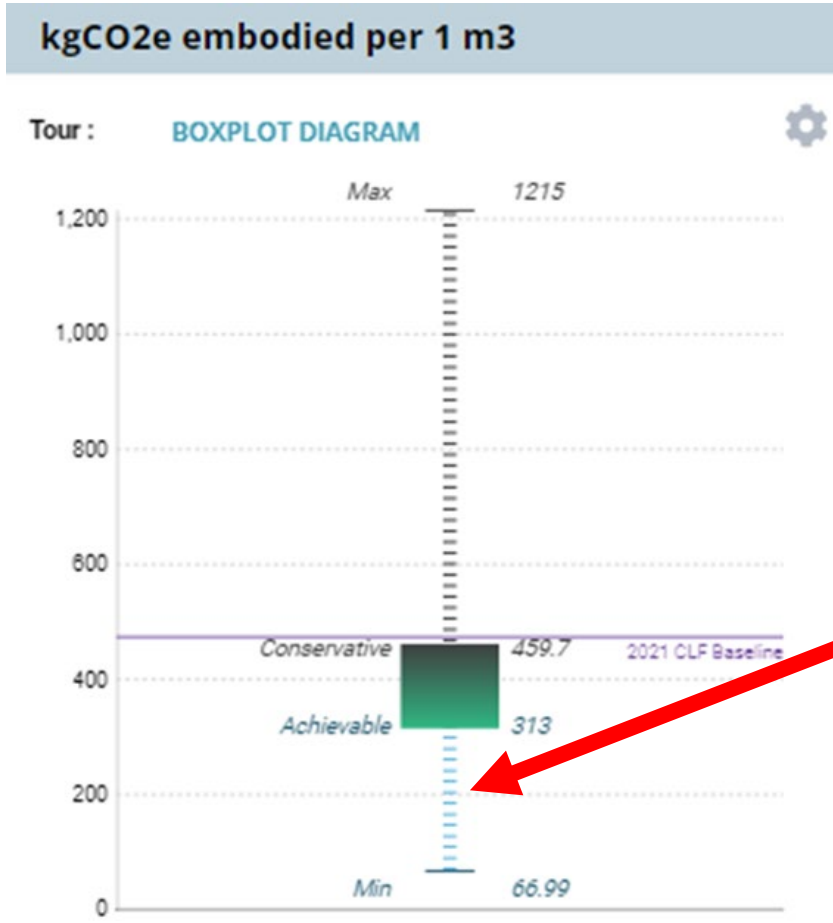 kgCO2e embodied per 1 m3
Tour : BOXPLOT DIAGRAM
Max 1215
1,200
1,000
800
600
Conservative 459.7 2021 CLF Baseline
400
Achievable 313
200
Min 66.99
0